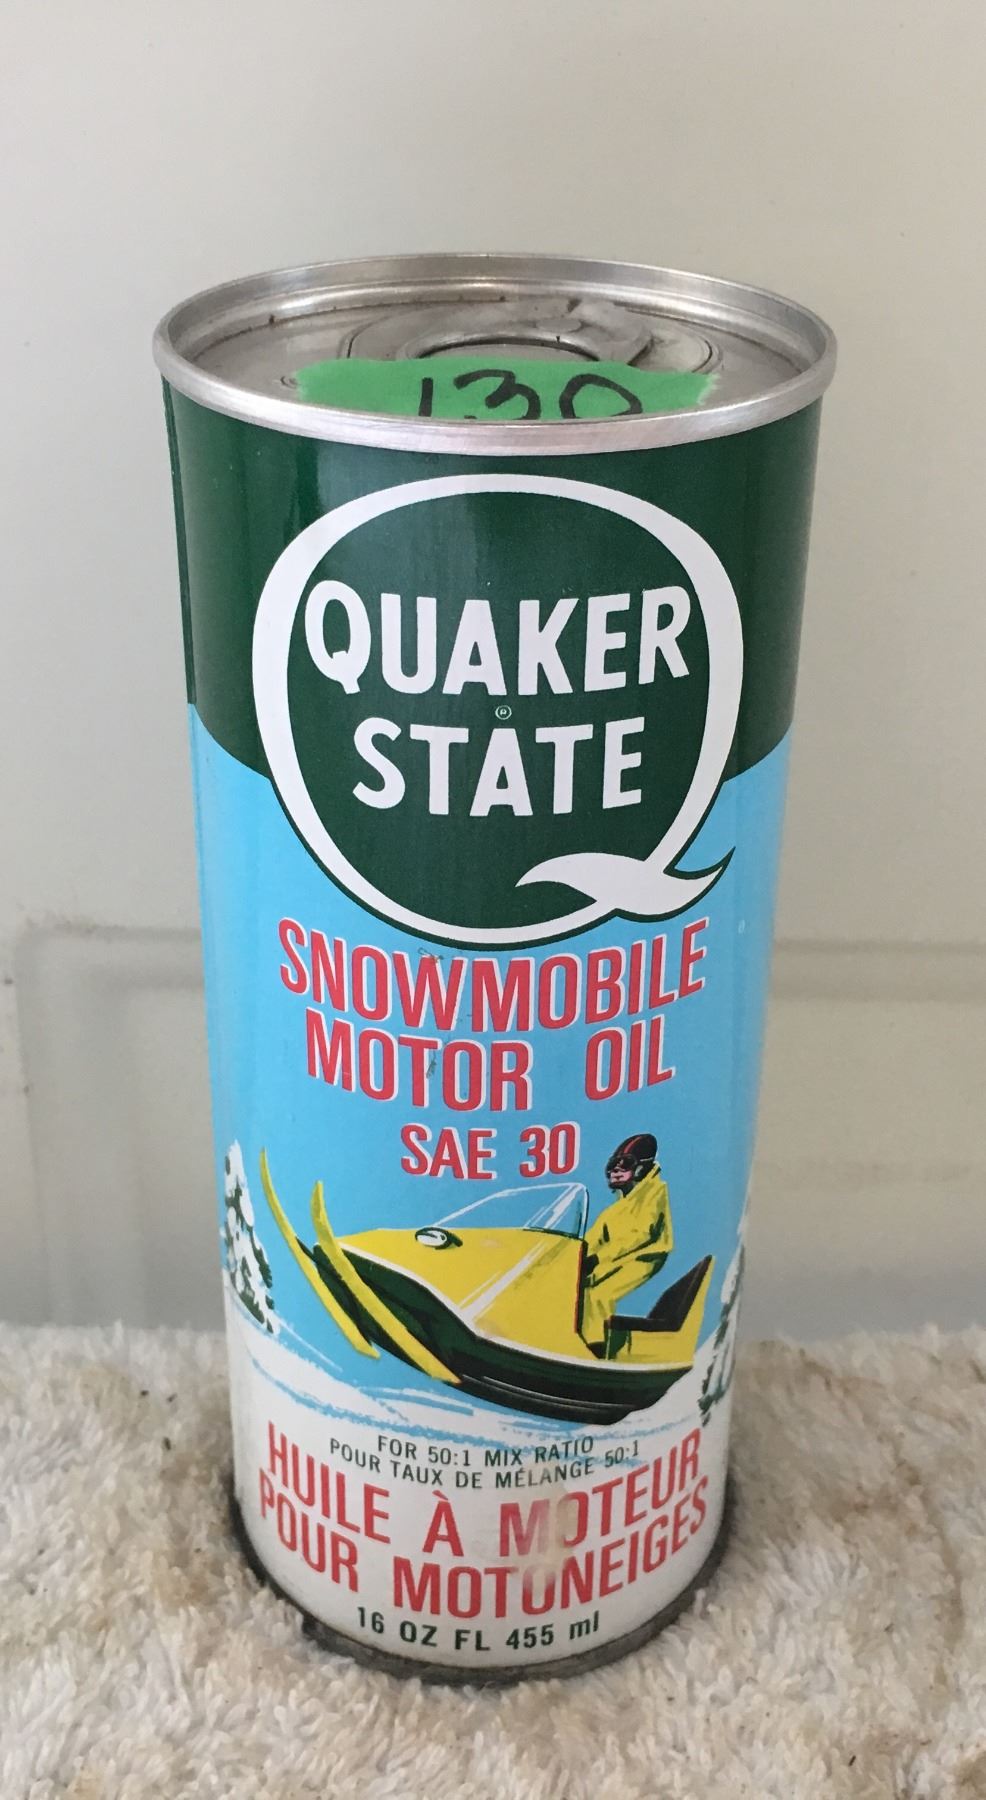 130
QUAKER
STATE
®
SNOWMOBILE
MOTOR OIL
SAE 30
FOR 50:1 MIX RATIO
POUR TAUX DE MÉLANGE 50:1
HUILE À MOTEUR
POUR MOTONEIGES
16 OZ FL 455 ml